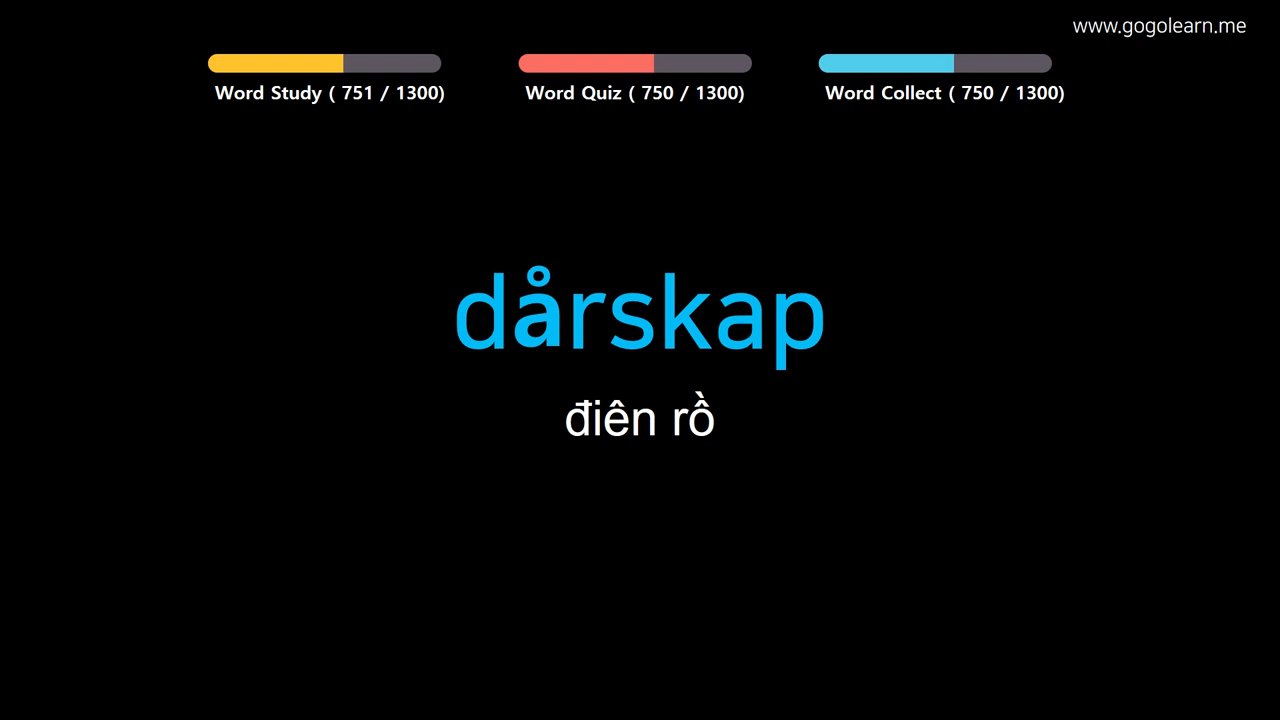 www.gogolearn.me
Word Study ( 751 / 1300)
Word Quiz ( 750 / 1300)
Word Collect ( 750 / 1300)
dårskap
điên rồ